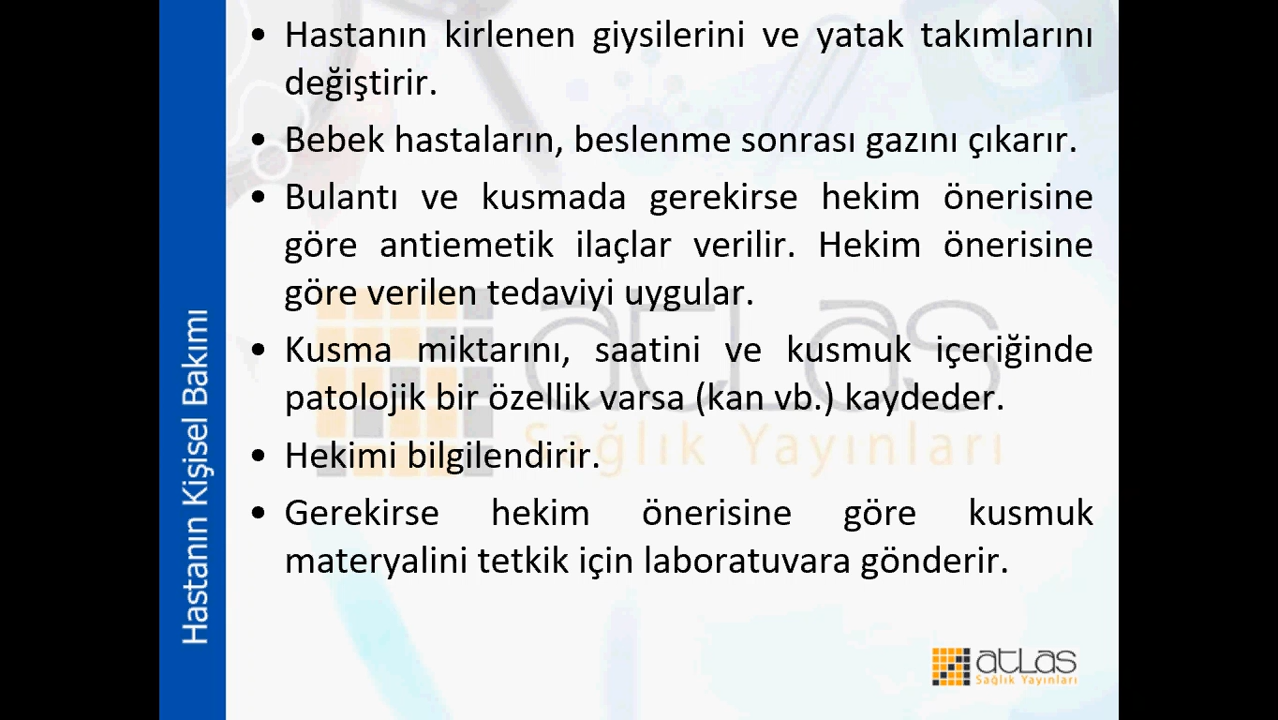 • Hastanın kirlenen giysilerini ve yatak takımlarını
değiştirir.
• Bebek hastaların, beslenme sonrası gazını çıkarır.
• Bulantı ve kusmada gerekirse hekim önerisine
göre antiemetik ilaçlar verilir. Hekim önerisine
göre verilen tedaviyi uygular.
• Kusma miktarını, saatini ve kusmuk içeriğinde
patolojik bir özellik varsa (kan vb.) kaydeder.
• Hekimi bilgilendirir.
• Gerekirse hekim önerisine göre kusmuk
materyalini tetkik için laboratuvara gönderir.
Hastanın Kişisel Bakımı
atLas
Sağlık Yayınları
atLas
Sağlık Yayınları